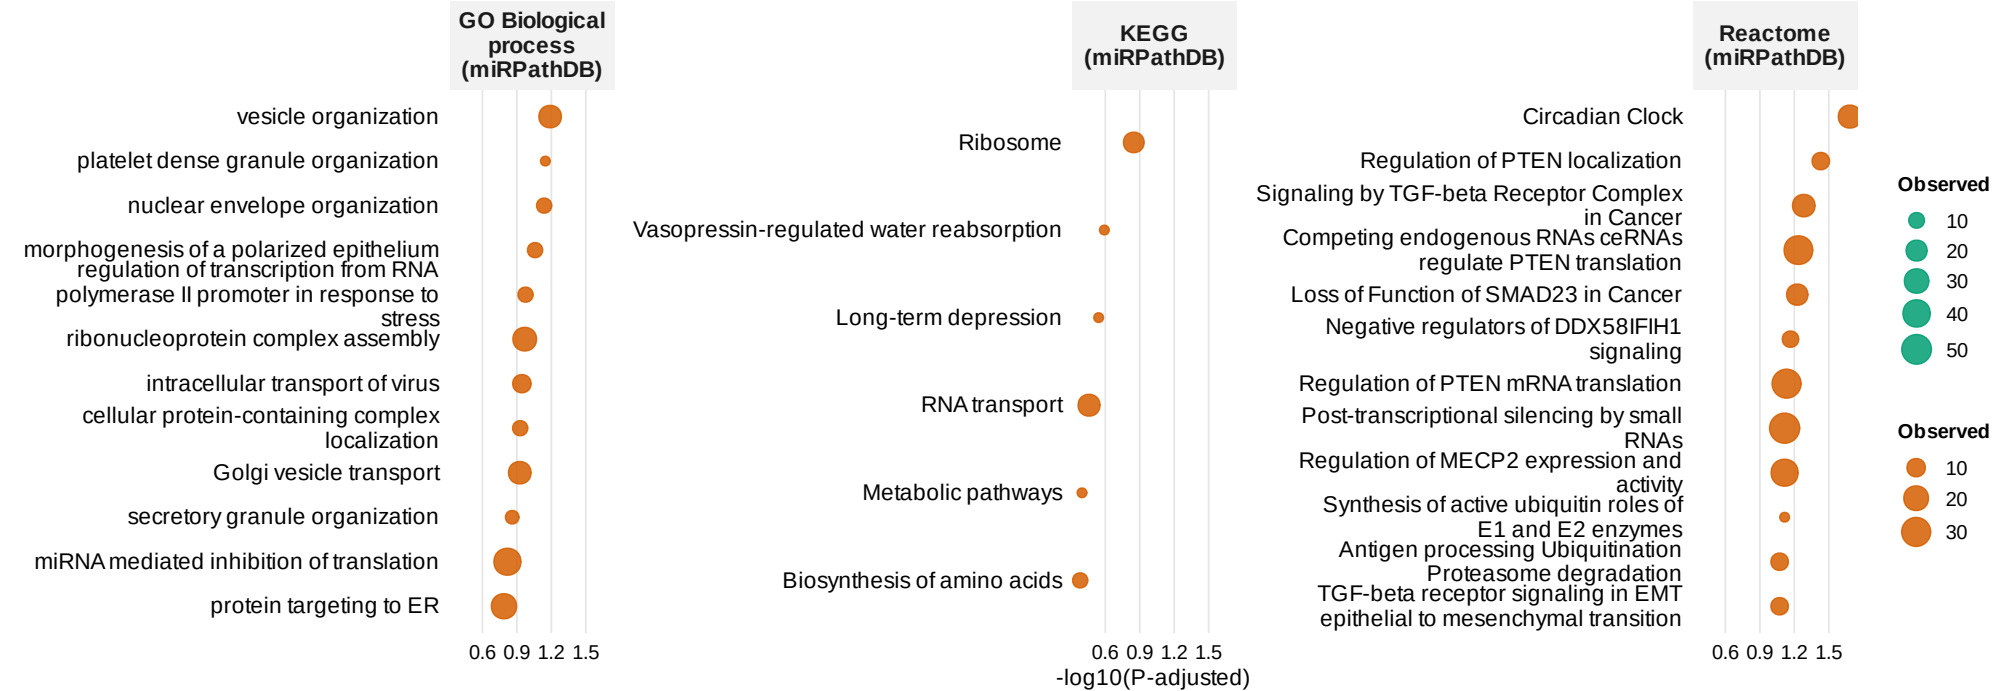 GO Biological
process
(miRPathDB)
vesicle organization
platelet dense granule organization
nuclear envelope organization
morphogenesis of a polarized epithelium
regulation of transcription from RNA
polymerase II promoter in response to
stress
ribonucleoprotein complex assembly
intracellular transport of virus
cellular protein-containing complex
localization
Golgi vesicle transport
secretory granule organization
miRNA mediated inhibition of translation
protein targeting to ER
0.6 0.9 1.2 1.5
KEGG
(miRPathDB)
Ribosome
Vasopressin-regulated water reabsorption
Long-term depression
RNA transport
Metabolic pathways
Biosynthesis of amino acids
0.6 0.9 1.2 1.5
-log10(P-adjusted)
Reactome
(miRPathDB)
Circadian Clock
Regulation of PTEN localization
Signaling by TGF-beta Receptor Complex
in Cancer
Competing endogenous RNAs ceRNAs
regulate PTEN translation
Loss of Function of SMAD23 in Cancer
Negative regulators of DDX58IFIH1
signaling
Regulation of PTEN mRNA translation
Post-transcriptional silencing by small
RNAs
Regulation of MECP2 expression and
activity
Synthesis of active ubiquitin roles of
E1 and E2 enzymes
Antigen processing Ubiquitination
Proteasome degradation
TGF-beta receptor signaling in EMT
epithelial to mesenchymal transition
0.6 0.9 1.2 1.5
Observed
10
20
30
40
50
Observed
10
20
30